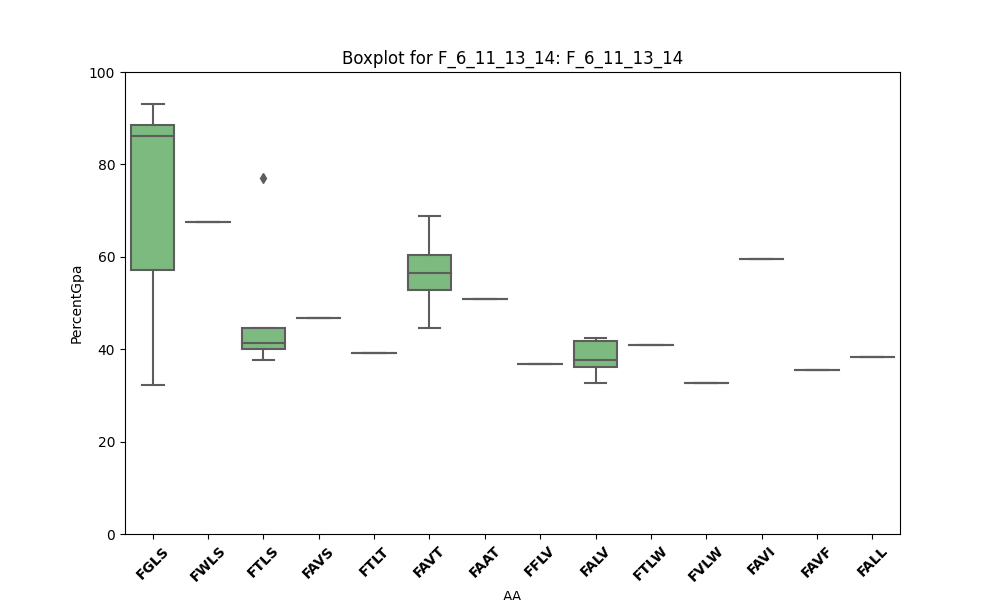 Boxplot for F_6_11_13_14: F_6_11_13_14
100
80
60
40
20
0
PercentGpa
FGLS
FWLS
FTLS
FAVS
FTLT
FAVT
FAAT
FFLV
FALV
FTLW
FVLW
FAVI
FAVF
FALL
AA